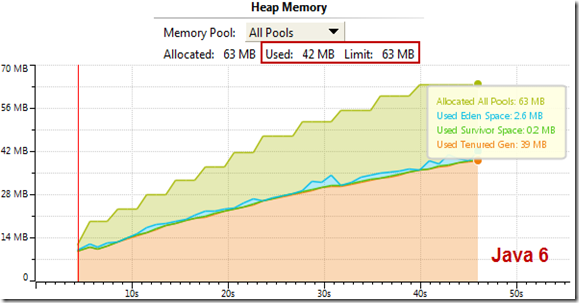 Heap Memory
Memory Pool: All Pools
Allocated: 63 MB Used: 42 MB Limit: 63 MB
70 MB
56 MB
42 MB
28 MB
14 MB
0
Allocated All Pools: 63 MB
Used Eden Space: 2.6 MB
Used Survivor Space: 0.2 MB
Used Tenured Gen: 39 MB
Java 6
10s 20s 30s 40s 50s